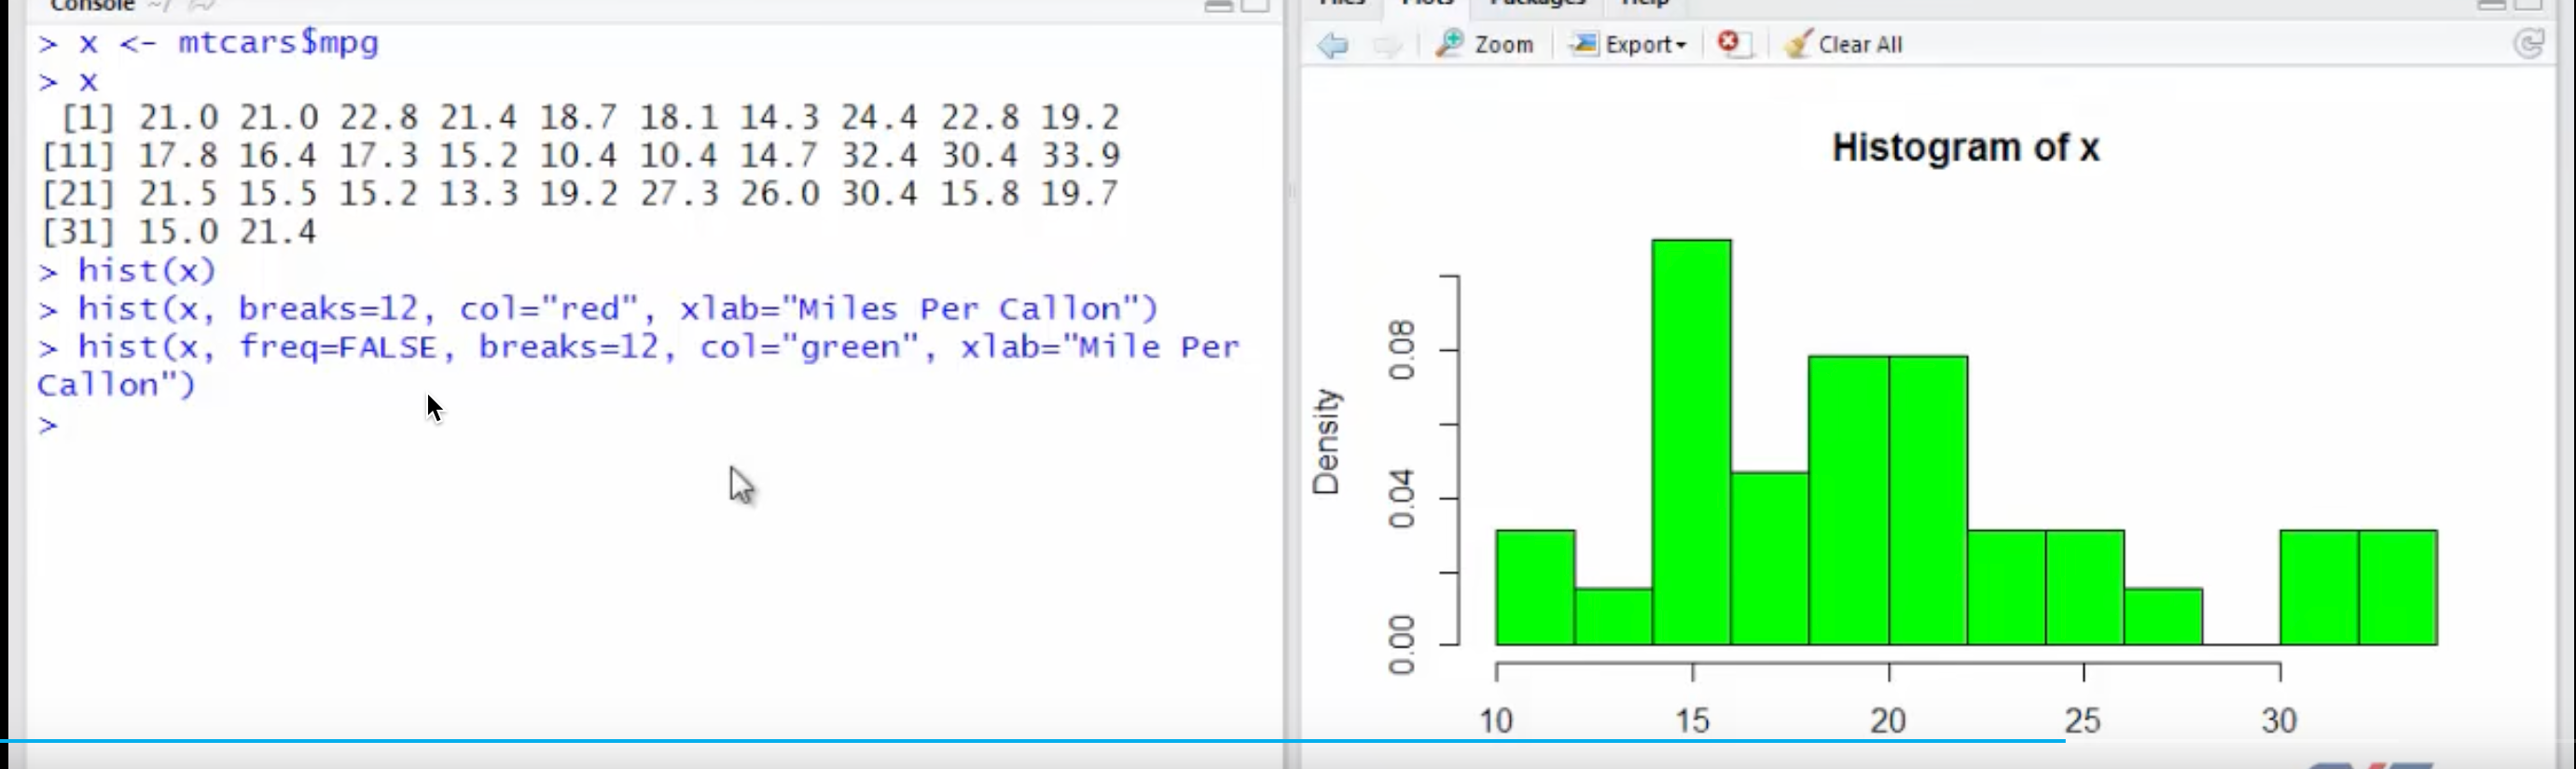 Console ~/
> x <- mtcars$mpg
> x
[1] 21.0 21.0 22.8 21.4 18.7 18.1 14.3 24.4 22.8 19.2
[11] 17.8 16.4 17.3 15.2 10.4 10.4 14.7 32.4 30.4 33.9
[21] 21.5 15.5 15.2 13.3 19.2 27.3 26.0 30.4 15.8 19.7
[31] 15.0 21.4
> hist(x)
> hist(x, breaks=12, col="red", xlab="Miles Per Callon")
> hist(x, freq=FALSE, breaks=12, col="green", xlab="Mile Per
Callon")
>
Files Plots Packages Help
Zoom Export Clear All
Histogram of x
Density
0.08
0.04
0.00
10 15 20 25 30